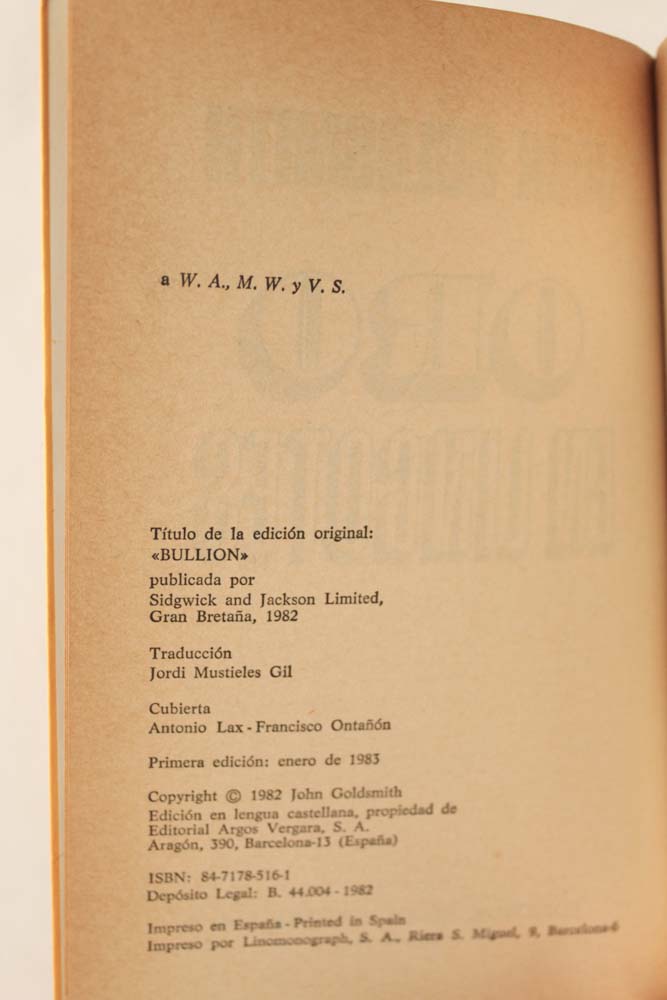 a W. A., M. W. y V. S.
Título de la edición original:
«BULLION»
publicada por
Sidgwick and Jackson Limited,
Gran Bretaña, 1982
Traducción
Jordi Mustieles Gil
Cubierta
Antonio Lax - Francisco Ontañón
Primera edición: enero de 1983
Copyright © 1982 John Goldsmith
Edición en lengua castellana, propiedad de
Editorial Argos Vergara, S. A.
Aragón, 390, Barcelona-13 (España)
ISBN: 84-7178-516-1
Depósito Legal: B. 44.004 - 1982
Impreso en España - Printed in Spain
Impreso por Linomonograph, S. A., Riera S. Miguel, 9, Barcelona-6